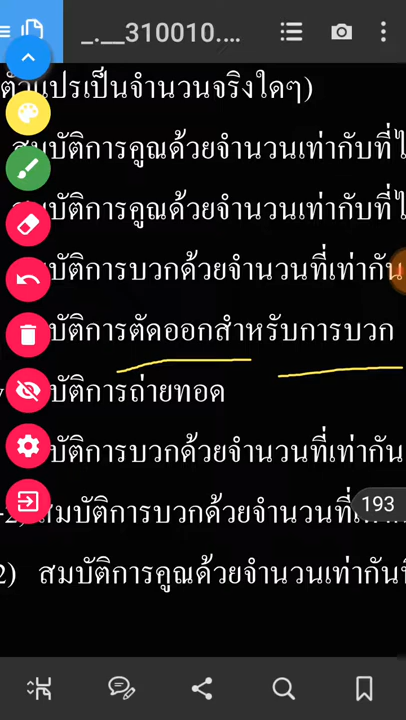 _.__310010....
ตัวแปรเป็นจำนวนจริงใดๆ)
สมบัติการคูณด้วยจำนวนเท่ากับที่ไ
สมบัติการคูณด้วยจำนวนเท่ากับที่ไ
บัติการบวกด้วยจำนวนที่เท่ากัน
บัติการตัดออกสำหรับการบวก
บัติการถ่ายทอด
บัติการบวกด้วยจำนวนที่เท่ากัน
-2) สมบัติการบวกด้วยจำนวนที่
193
2) สมบัติการคูณด้วยจำนวนเท่ากันที่